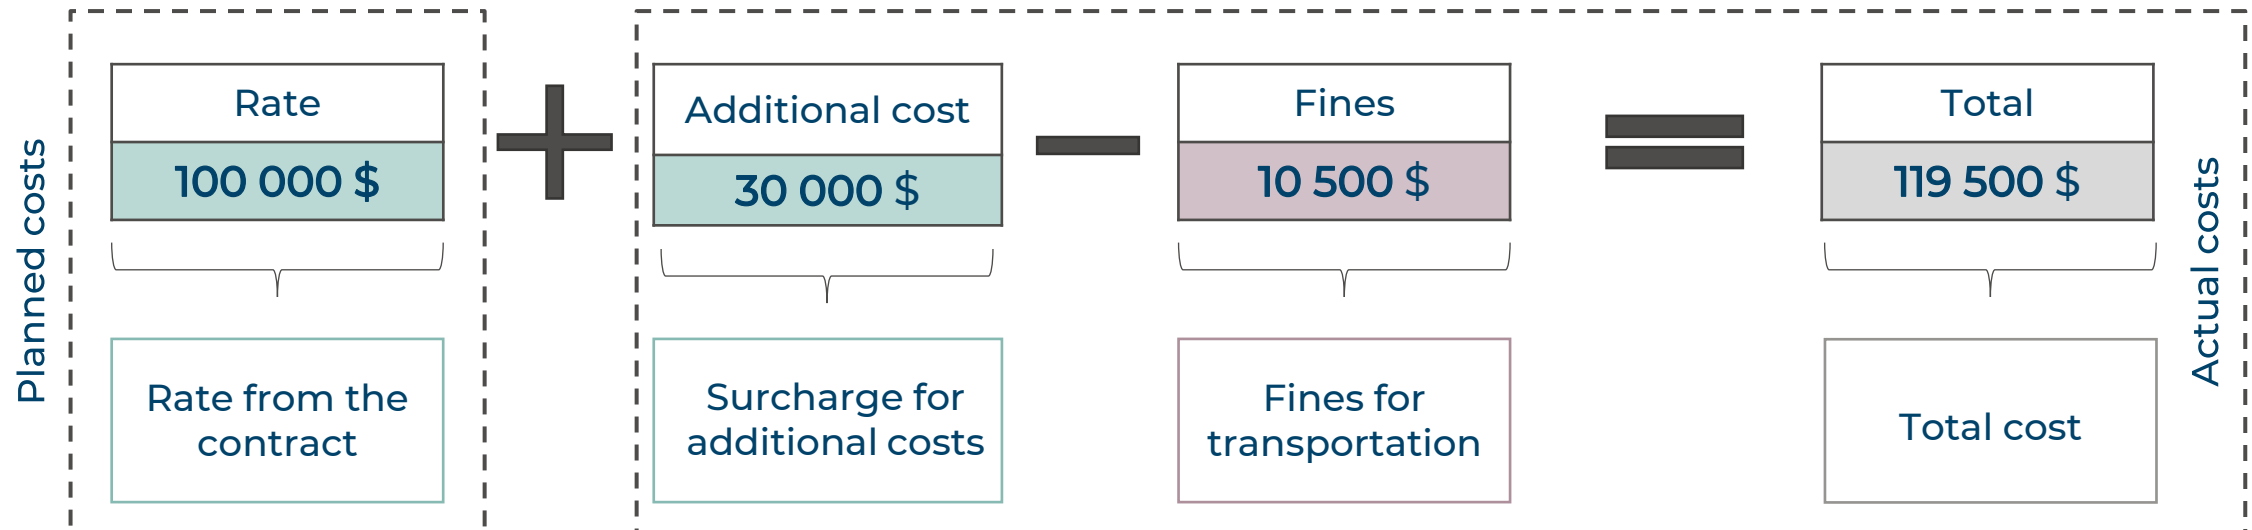 Planned costs
Rate
100 000 $
Rate from the
contract
Additional cost
30 000 $
Surcharge for
additional costs
Fines
10 500 $
Fines for
transportation
Total
119 500 $
Total cost
Actual costs